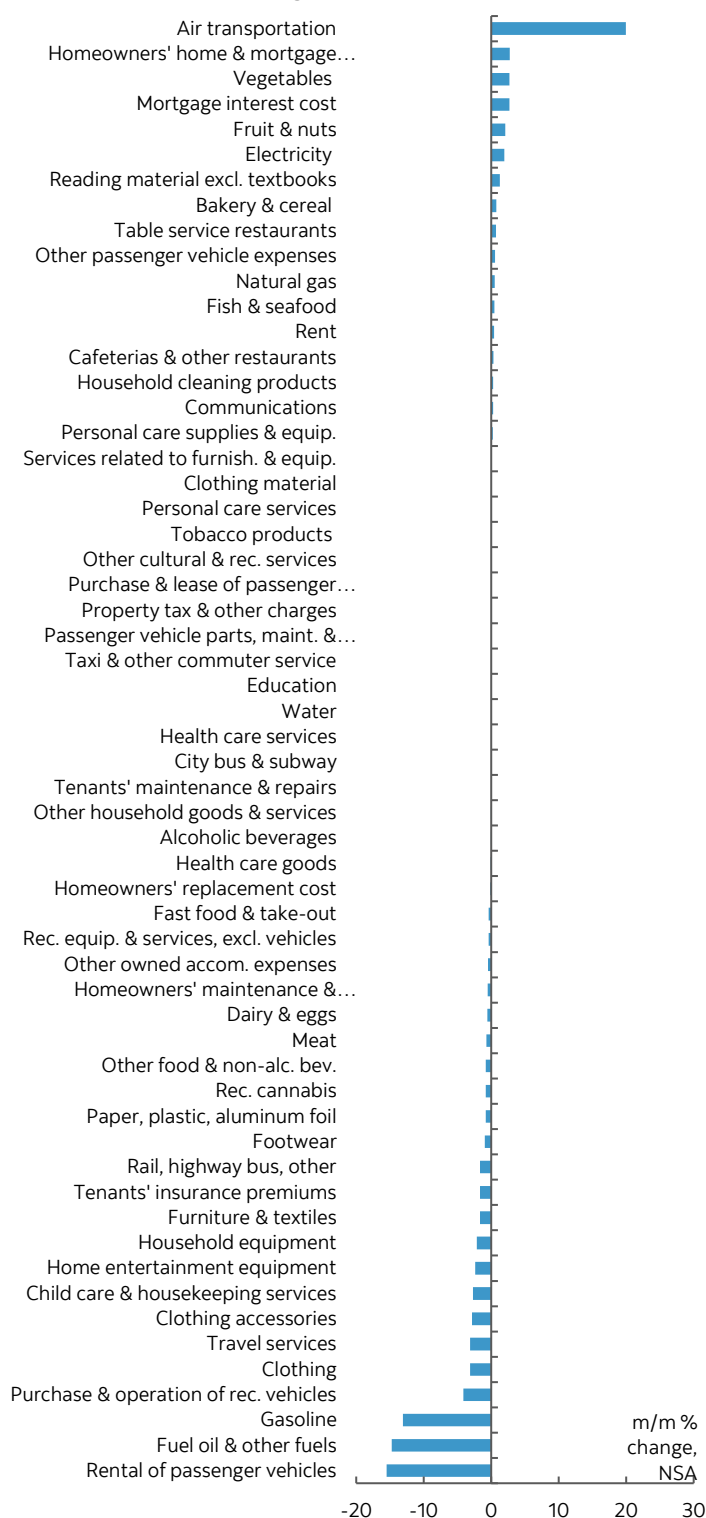 Air transportation
Homeowners' home & mortgage…
Vegetables
Mortgage interest cost
Fruit & nuts
Electricity
Reading material excl. textbooks
Bakery & cereal
Table service restaurants
Other passenger vehicle expenses
Natural gas
Fish & seafood
Rent
Cafeterias & other restaurants
Household cleaning products
Communications
Personal care supplies & equip.
Services related to furnish. & equip.
Clothing material
Personal care services
Tobacco products
Other cultural & rec. services
Purchase & lease of passenger…
Property tax & other charges
Passenger vehicle parts, maint. &…
Taxi & other commuter service
Education
Water
Health care services
City bus & subway
Tenants' maintenance & repairs
Other household goods & services
Alcoholic beverages
Health care goods
Homeowners' replacement cost
Fast food & take-out
Rec. equip. & services, excl. vehicles
Other owned accom. expenses
Homeowners' maintenance &…
Dairy & eggs
Meat
Other food & non-alc. bev.
Rec. cannabis
Paper, plastic, aluminum foil
Footwear
Rail, highway bus, other
Tenants' insurance premiums
Furniture & textiles
Household equipment
Home entertainment equipment
Child care & housekeeping services
Clothing accessories
Travel services
Clothing
Purchase & operation of rec. vehicles
Gasoline
Fuel oil & other fuels
Rental of passenger vehicles
m/m %
change,
NSA
-20 -10 0 10 20 30